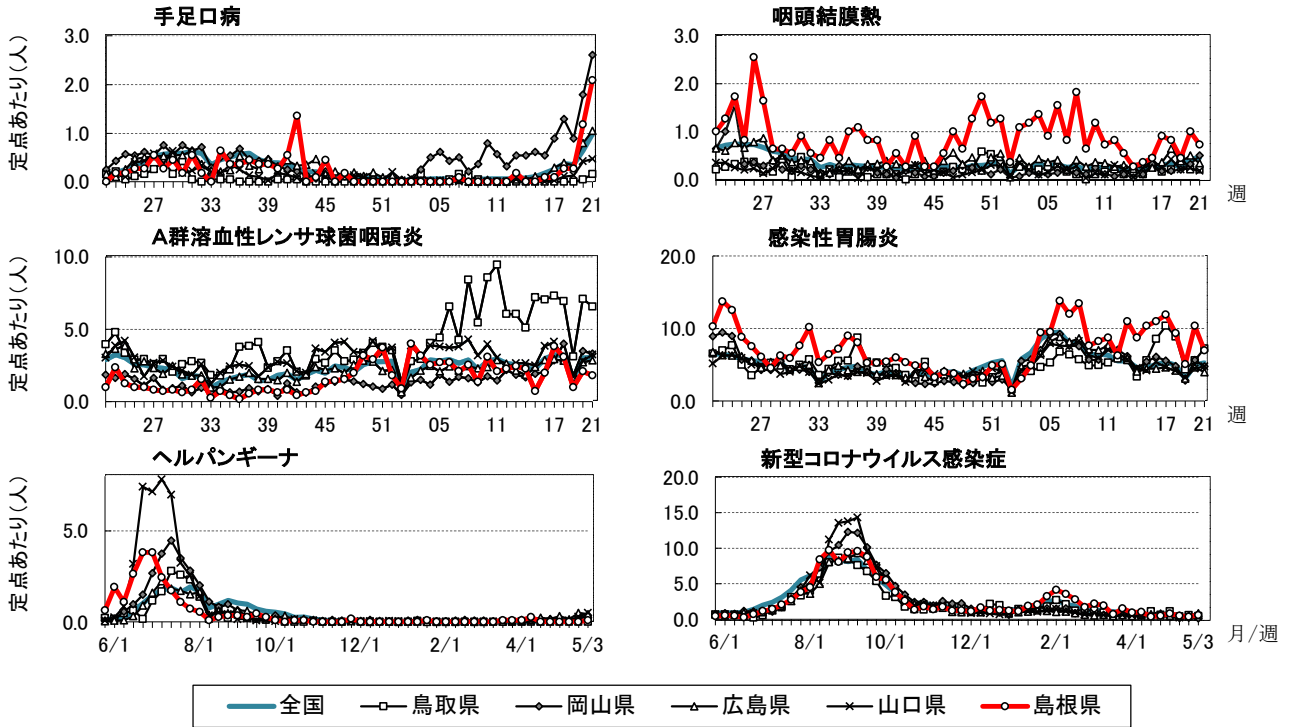 手足口病
咽頭結膜熱
定点あたり(人)
3.0
2.0
1.0
0.0
27 33 39 45 51 05 11 17 21
3.0
2.0
1.0
0.0
27 33 39 45 51 05 11 17 21
週
A群溶血性レンサ球菌咽頭炎
感染性胃腸炎
定点あたり(人)
10.0
5.0
0.0
27 33 39 45 51 05 11 17 21
20.0
10.0
0.0
27 33 39 45 51 05 11 17 21
週
ヘルパンギーナ
新型コロナウイルス感染症
定点あたり(人)
5.0
0.0
6/1 8/1 10/1 12/1 2/1 4/1 5/3
20.0
15.0
10.0
5.0
0.0
6/1 8/1 10/1 12/1 2/1 4/1 5/3
月/週
全国 鳥取県 岡山県 広島県 山口県 島根県